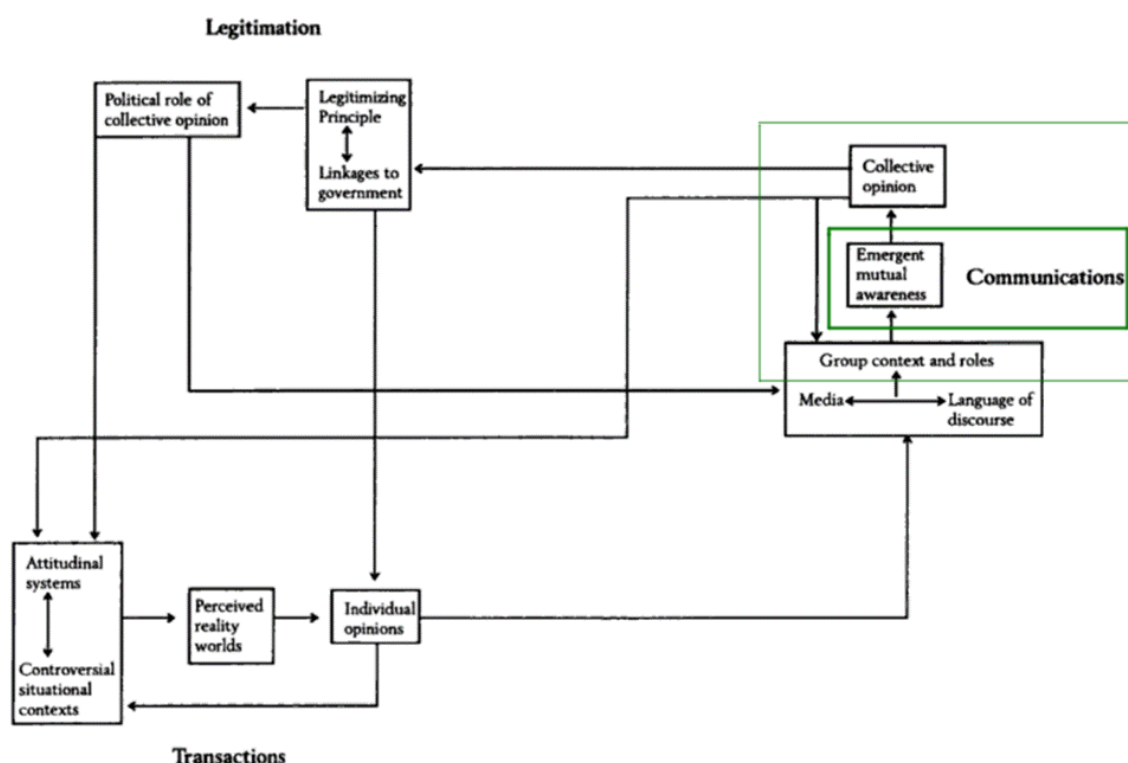 Legitimation
Political role of
collective opinion
Legitimizing
Principle
Linkages to
government
Collective
opinion
Emergent
mutual
awareness
Communications
Group context and roles
Media
Language of
discourse
Attitudinal
systems
Controversial
situational
contexts
Perceived
reality
worlds
Individual
opinions
Transactions